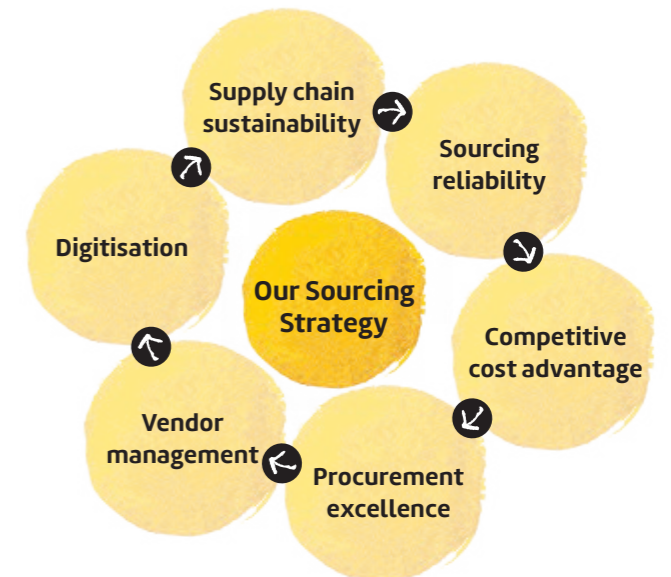 Supply chain
sustainability
Sourcing
reliability
Competitive
cost advantage
Procurement
excellence
Vendor
management
Digitisation
Our Sourcing
Strategy